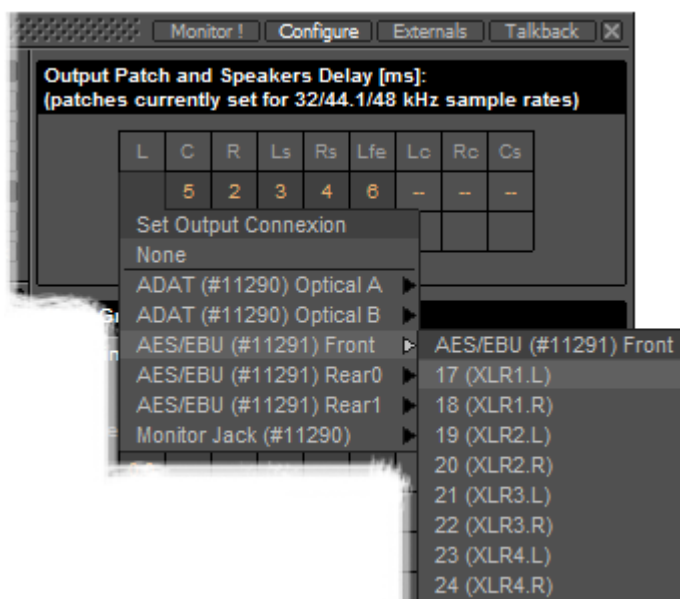 Monitor ! Configure Externals Talkback X
Output Patch and Speakers Delay [ms]:
(patches currently set for 32/44.1/48 kHz sample rates)
L C R Ls Rs Lfe Lc Rc Cs
5 2 3 4 6 -- -- --
Set Output Connexion
None
ADAT (#11290) Optical A
ADAT (#11290) Optical B
AES/EBU (#11291) Front
AES/EBU (#11291) Rear0
AES/EBU (#11291) Rear1
Monitor Jack (#11290)
AES/EBU (#11291) Front
17 (XLR1.L)
18 (XLR1.R)
19 (XLR2.L)
20 (XLR2.R)
21 (XLR3.L)
22 (XLR3.R)
23 (XLR4.L)
24 (XLR4.R)